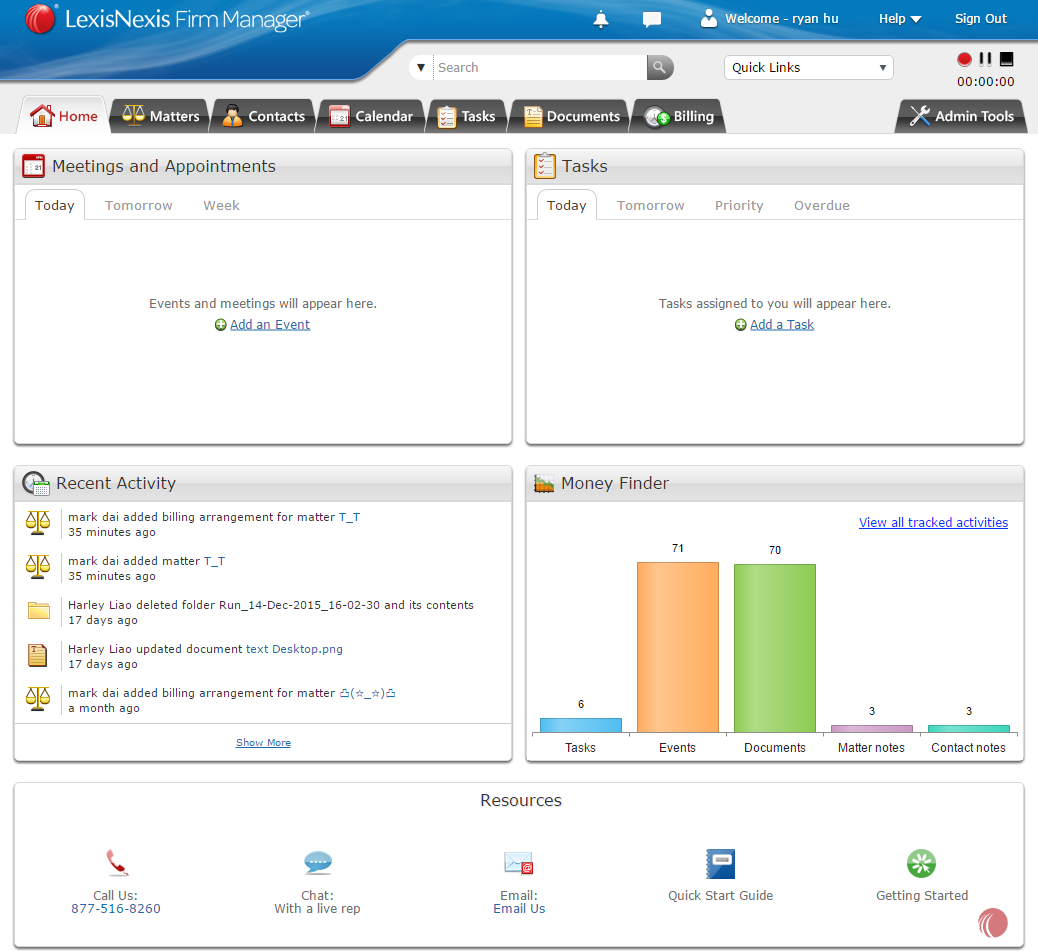 LexisNexis Firm Manager®
Welcome - ryan hu
Help ▼
Sign Out
▼ Search
Quick Links ▼
00:00:00
Home
Matters
Contacts
Calendar
Tasks
Documents
Billing
Admin Tools
Meetings and Appointments
Today Tomorrow Week
Events and meetings will appear here.
Add an Event
Tasks
Today Tomorrow Priority Overdue
Tasks assigned to you will appear here.
Add a Task
Recent Activity
mark dai added billing arrangement for matter T_T
35 minutes ago
mark dai added matter T_T
35 minutes ago
Harley Liao deleted folder Run_14-Dec-2015_16-02-30 and its contents
17 days ago
Harley Liao updated document text Desktop.png
17 days ago
mark dai added billing arrangement for matter 凸(☆_☆)凸
a month ago
Show More
Money Finder
View all tracked activities
6
71
70
3
3
Tasks
Events
Documents
Matter notes
Contact notes
Resources
Call Us:
877-516-8260
Chat:
With a live rep
Email:
Email Us
Quick Start Guide
Getting Started